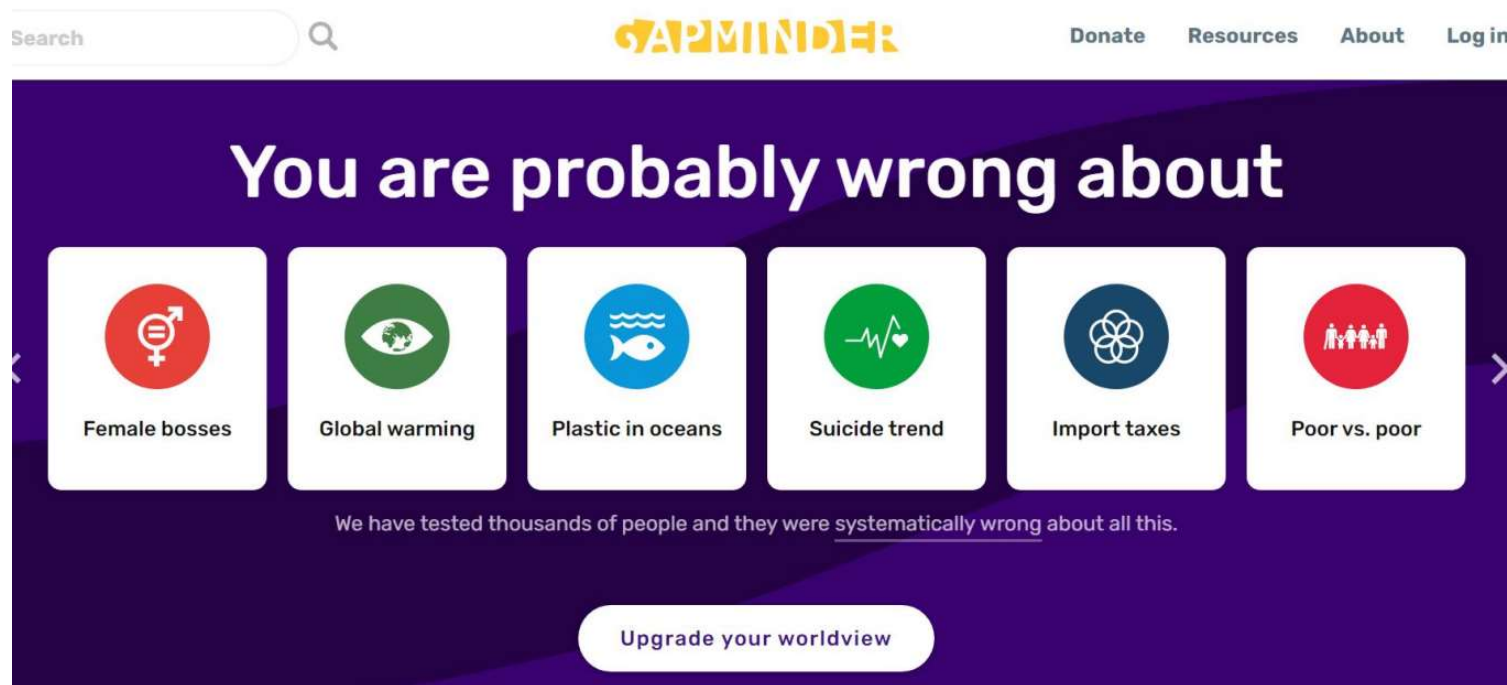 Search
GAPMINDER
Donate Resources About Log in
You are probably wrong about
Female bosses
Global warming
Plastic in oceans
Suicide trend
Import taxes
Poor vs. poor
We have tested thousands of people and they were systematically wrong about all this.
Upgrade your worldview